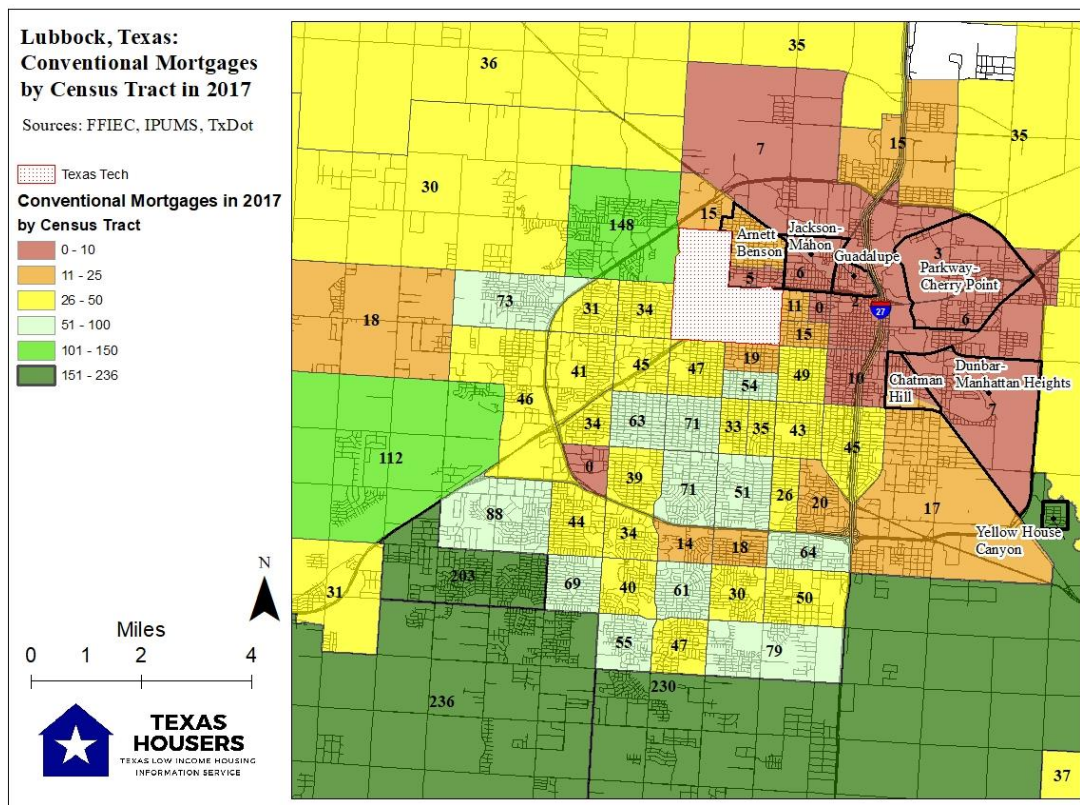 Lubbock, Texas:
Conventional Mortgages
by Census Tract in 2017
Sources: FFIEC, IPUMS, TxDot
Texas Tech
Conventional Mortgages in 2017
by Census Tract
0 - 10
11 - 25
26 - 50
51 - 100
101 - 150
151 - 236
N
Miles
0 1 2 4
TEXAS
HOUSERS
TEXAS LOW INCOME HOUSING
INFORMATION SERVICE
35
36
35
7
15
30
148
15
Arnett
Benson
Jackson-
Mahon
Guadalupe
3
Parkway-
Cherry Point
6
5
6
2
27
18
73
31
34
11
0
15
41
45
47
19
54
49
10
Chatman
Hill
Dunbar-
Manhattan Heights
7
46
34
63
71
33
35
43
45
112
0
39
71
51
26
20
17
88
44
34
14
18
64
Yellow House
Canyon
31
203
69
40
61
30
50
55
47
79
236
230
37